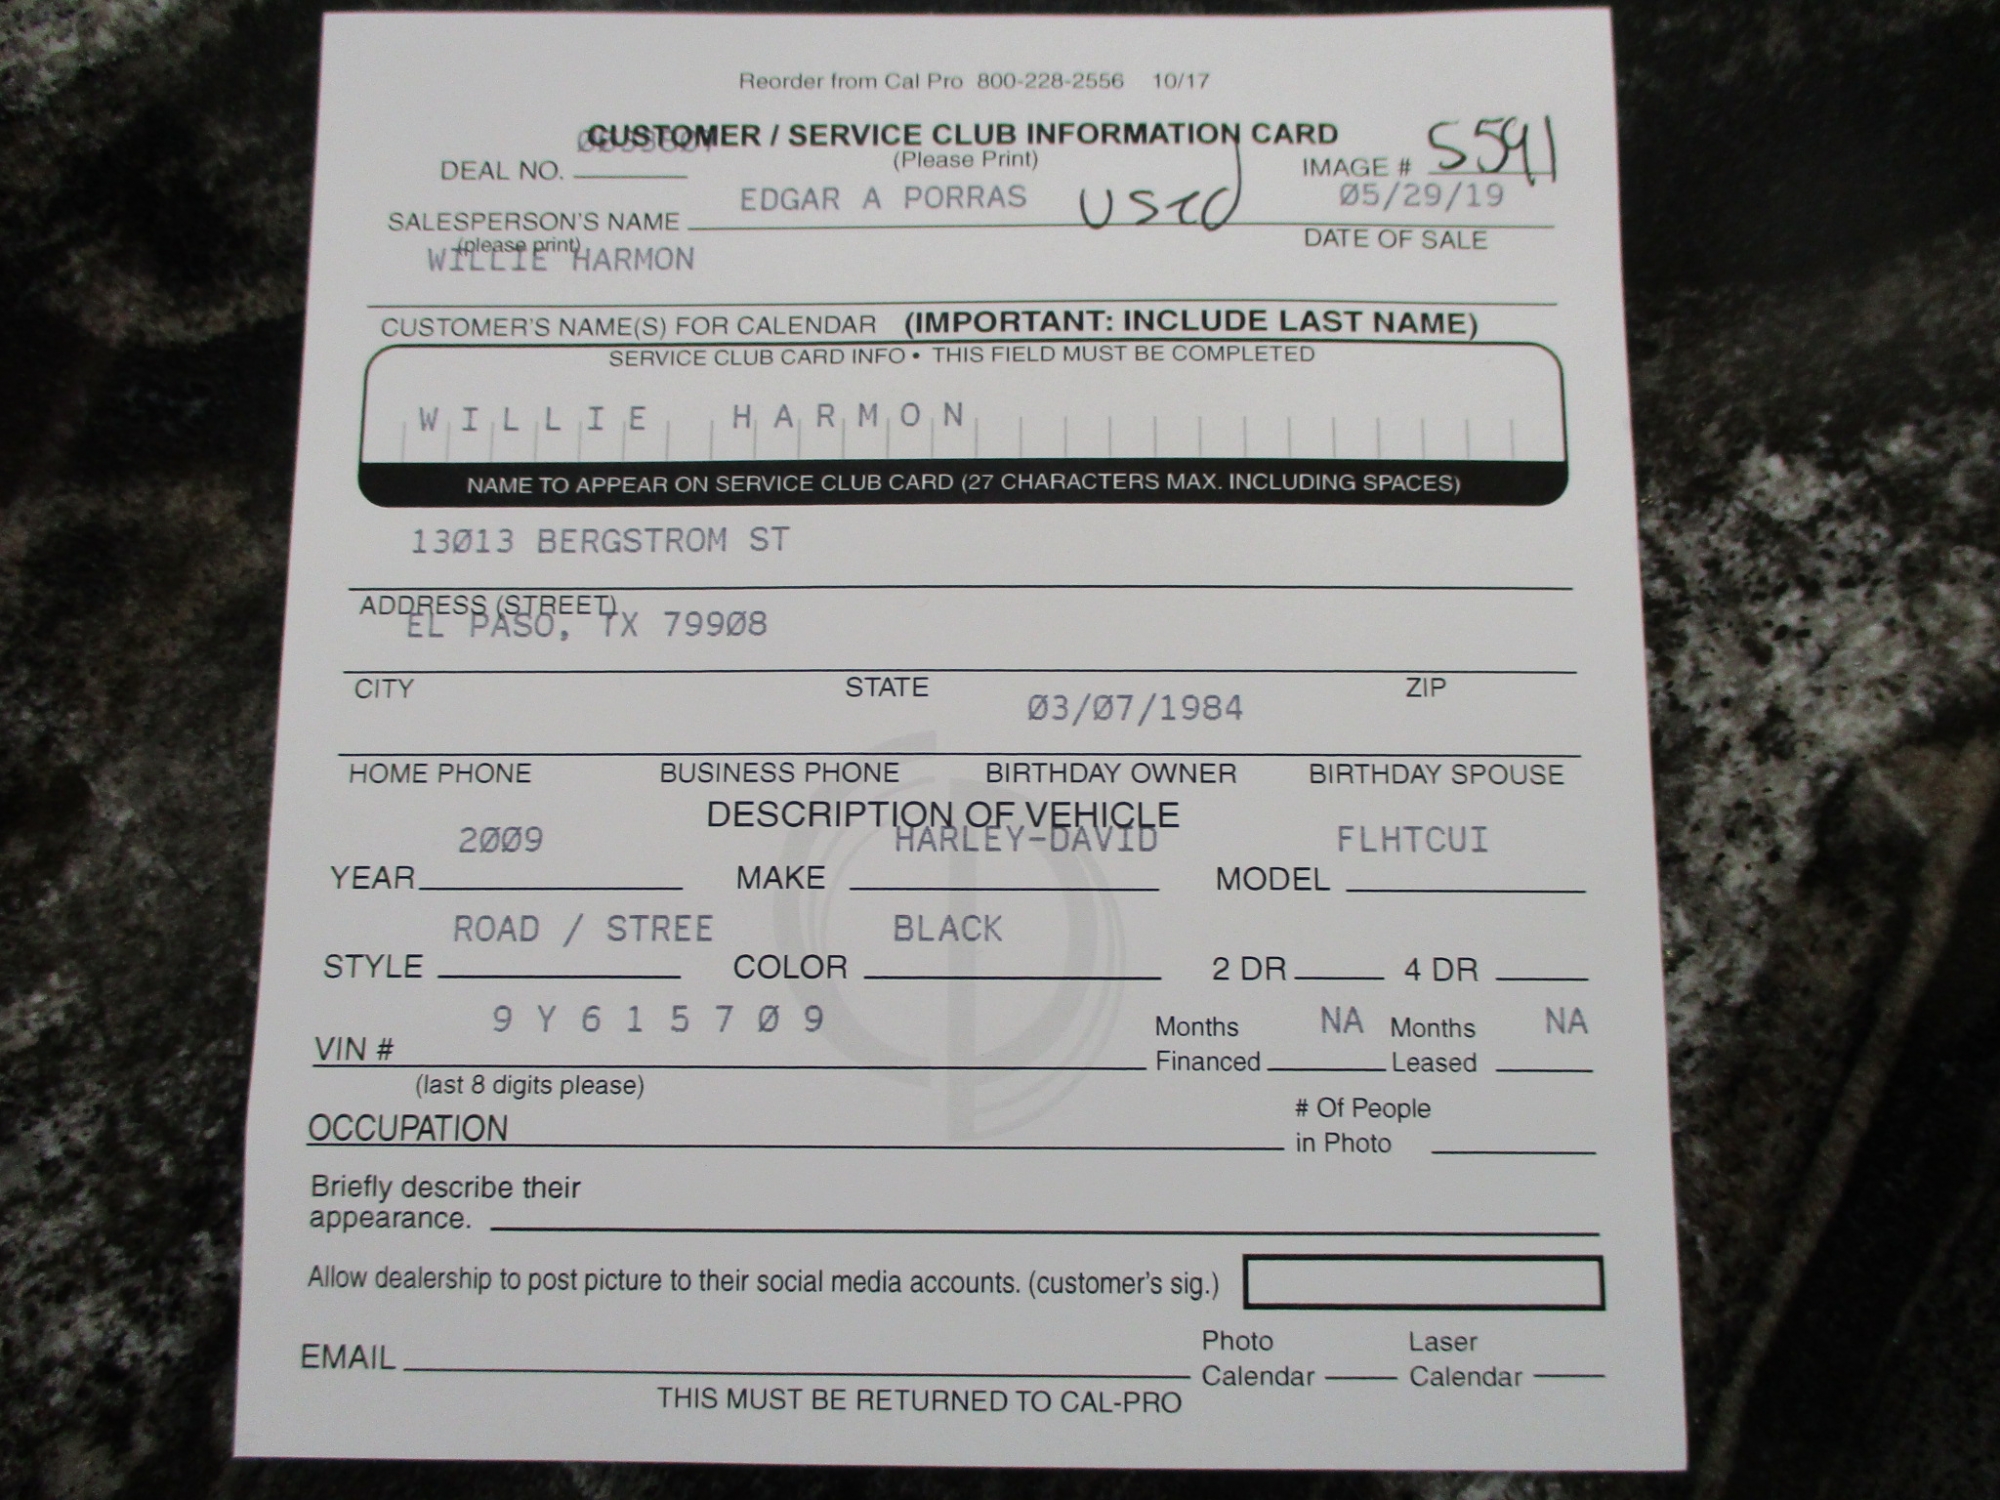 Reorder from Cal Pro 800-228-2556 10/17
CUSTOMER / SERVICE CLUB INFORMATION CARD
(Please Print)
DEAL NO.
IMAGE # 5591
EDGAR A PORRAS used 05/29/19
SALESPERSON'S NAME
(please print)
DATE OF SALE
WILLIE HARMON
CUSTOMER'S NAME(S) FOR CALENDAR (IMPORTANT: INCLUDE LAST NAME)
SERVICE CLUB CARD INFO • THIS FIELD MUST BE COMPLETED
WILLIE HARMON
NAME TO APPEAR ON SERVICE CLUB CARD (27 CHARACTERS MAX. INCLUDING SPACES)
13013 BERGSTROM ST
ADDRESS (STREET)
EL PASO, TX 79908
CITY STATE ZIP
03/07/1984
HOME PHONE BUSINESS PHONE BIRTHDAY OWNER BIRTHDAY SPOUSE
DESCRIPTION OF VEHICLE
2009 HARLEY-DAVID FLHTCUI
YEAR MAKE MODEL
ROAD / STREE BLACK
STYLE COLOR 2 DR 4 DR
9Y615709
VIN #
Months Financed NA Months Leased NA
(last 8 digits please)
OCCUPATION
# Of People
in Photo
Briefly describe their
appearance.
Allow dealership to post picture to their social media accounts. (customer's sig.)
EMAIL
Photo Calendar Laser Calendar
THIS MUST BE RETURNED TO CAL-PRO